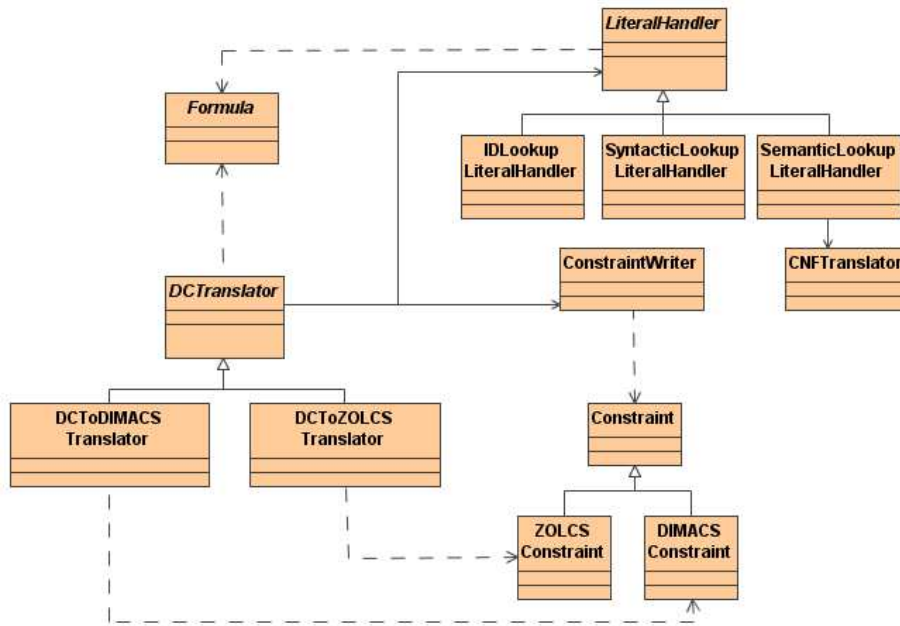 LiteralHandler
Formula
IDLookup
LiteralHandler
SyntacticLookup
LiteralHandler
SemanticLookup
LiteralHandler
DCTranslator
ConstraintWriter
CNFTranslator
DCToDIMACS
Translator
DCToZOLCS
Translator
Constraint
ZOLCS
Constraint
DIMACS
Constraint